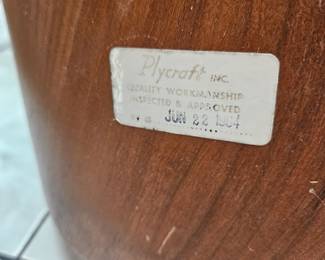 Plycraft INC.
QUALITY WORKMANSHIP
INSPECTED & APPROVED
JUN 22 1964